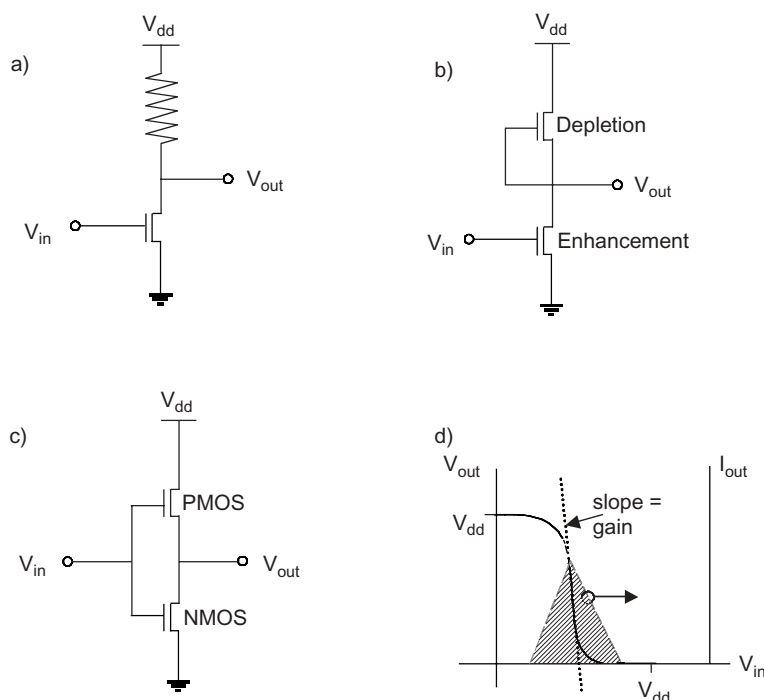 a)
V_dd
V_out
V_in
b)
V_dd
Depletion
V_out
V_in
Enhancement
c)
V_dd
PMOS
V_in
V_out
NMOS
d)
V_out
I_out
slope =
gain
V_dd
V_in
V_dd